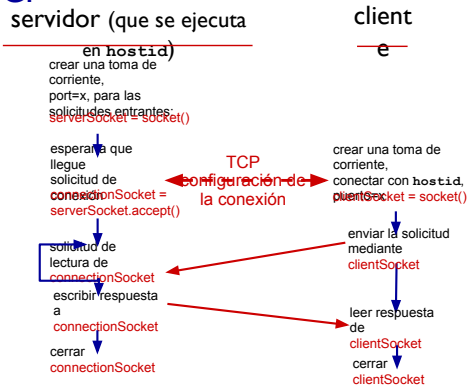 servidor (que se ejecuta
en hostid)
crear una toma de
corriente,
port=x, para las
solicitudes entrantes:
serverSocket = socket()
espera a que
llegue
solicitud de
conexión
connectionSocket =
serverSocket.accept()
solicitud de
lectura de
connectionSocket
escribir respuesta
a
connectionSocket
cerrar
connectionSocket
TCP
configuración de
la conexión
client
e
crear una toma de
corriente,
conectar con hostid,
puerto=x
clientSocket = socket()
enviar la solicitud
mediante
clientSocket
leer respuesta
de
clientSocket
cerrar
clientSocket